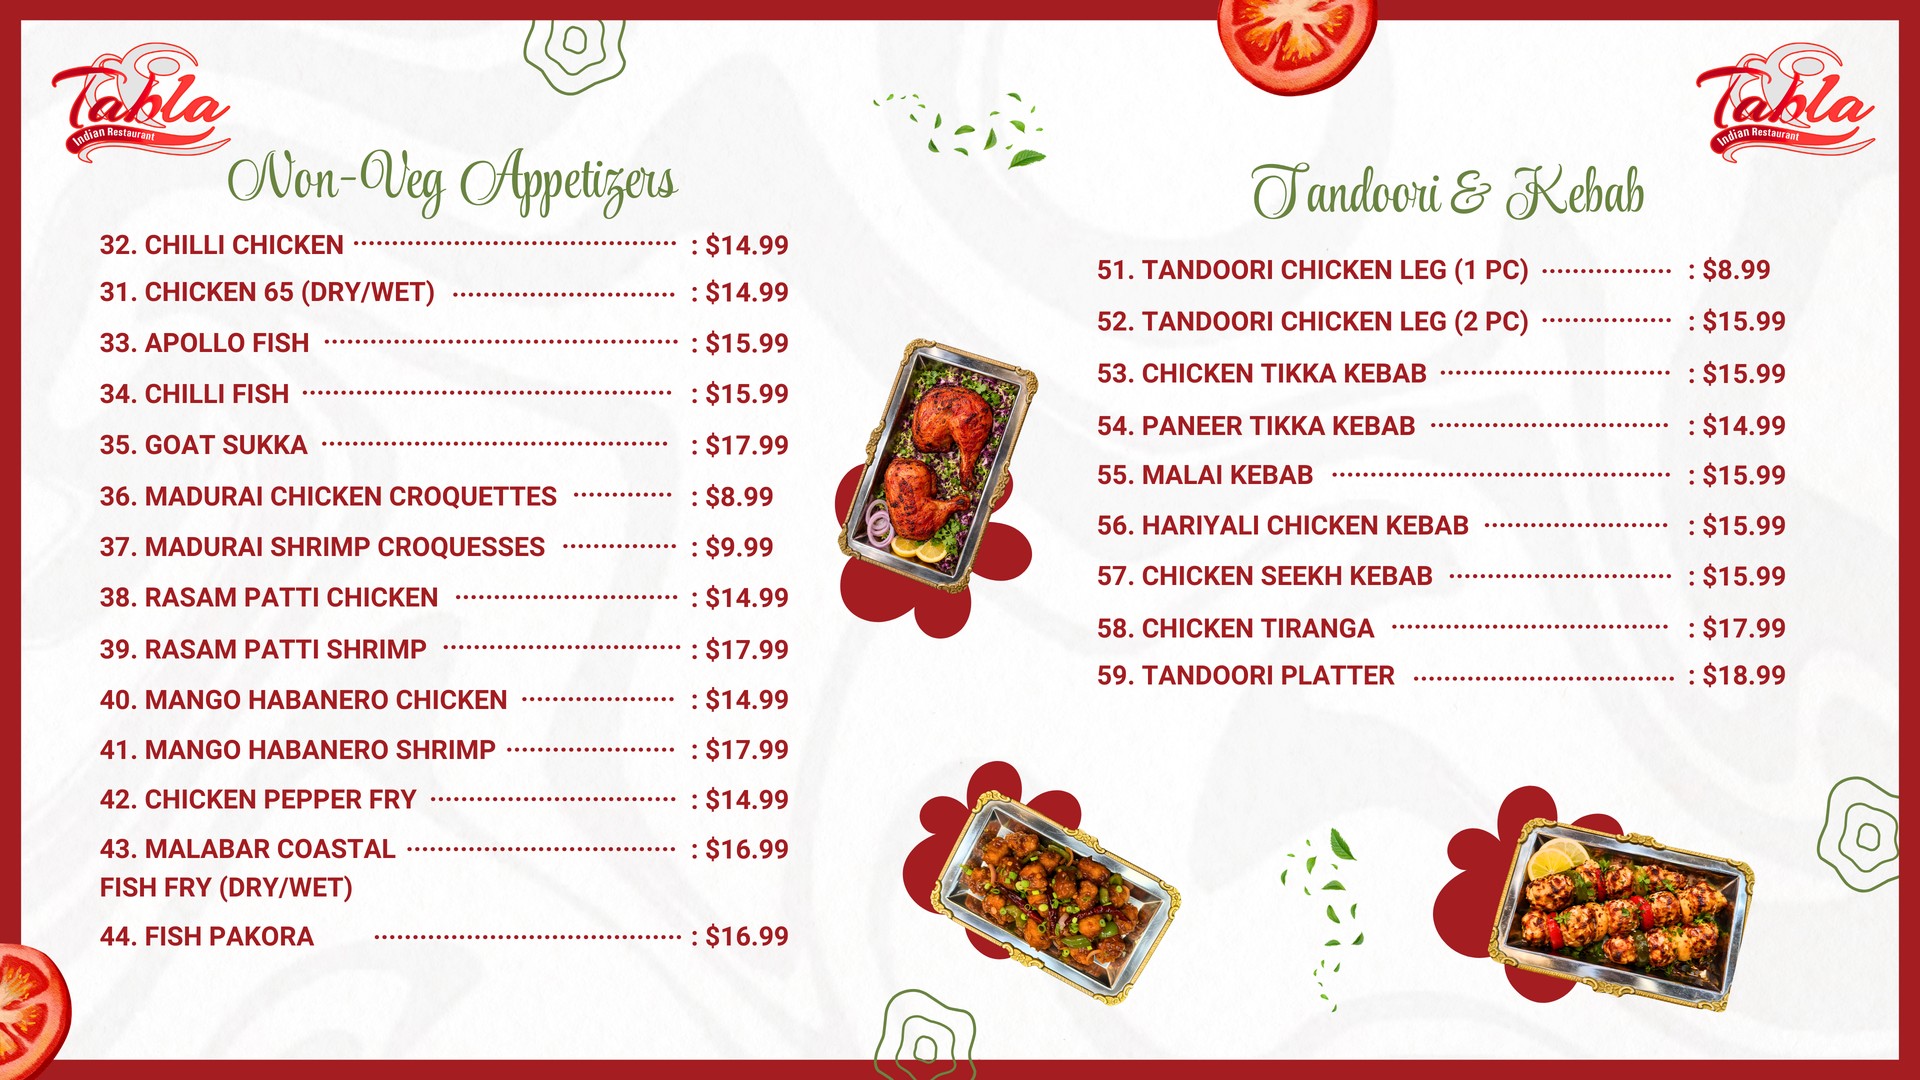 Tabla
Indian Restaurant
Non-Veg Appetizers
32. CHILLI CHICKEN ........................................ : $14.99
31. CHICKEN 65 (DRY/WET) ............................ : $14.99
33. APOLLO FISH ............................................ : $15.99
34. CHILLI FISH .............................................. : $15.99
35. GOAT SUKKA ........................................... : $17.99
36. MADURAI CHICKEN CROQUETTES ............ : $8.99
37. MADURAI SHRIMP CROQUESSES .............. : $9.99
38. RASAM PATTI CHICKEN ............................ : $14.99
39. RASAM PATTI SHRIMP ............................. : $17.99
40. MANGO HABANERO CHICKEN ................... : $14.99
41. MANGO HABANERO SHRIMP ..................... : $17.99
42. CHICKEN PEPPER FRY .............................. : $14.99
43. MALABAR COASTAL ................................. : $16.99
FISH FRY (DRY/WET)
44. FISH PAKORA ......................................... : $16.99
Tabla
Indian Restaurant
Tandoori & Kebab
51. TANDOORI CHICKEN LEG (1 PC) ................ : $8.99
52. TANDOORI CHICKEN LEG (2 PC) ................ : $15.99
53. CHICKEN TIKKA KEBAB ............................ : $15.99
54. PANEER TIKKA KEBAB ............................. : $14.99
55. MALAI KEBAB .......................................... : $15.99
56. HARIYALI CHICKEN KEBAB ....................... : $15.99
57. CHICKEN SEEKH KEBAB ........................... : $15.99
58. CHICKEN TIRANGA .................................. : $17.99
59. TANDOORI PLATTER ................................ : $18.99